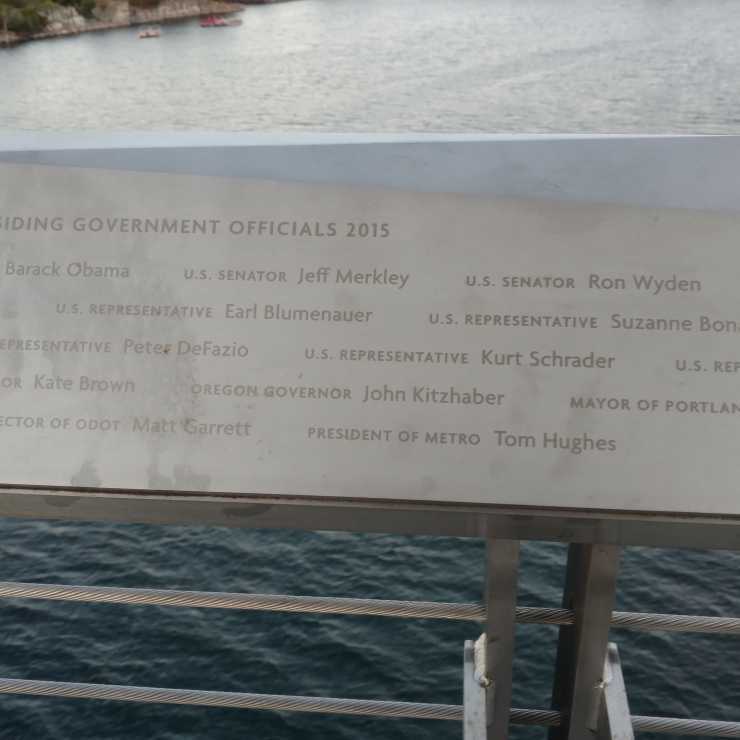 SIDING GOVERNMENT OFFICIALS 2015
Barack Obama U.S. SENATOR Jeff Merkley U.S. SENATOR Ron Wyden
U.S. REPRESENTATIVE Earl Blumenauer U.S. REPRESENTATIVE Suzanne Bona
EPRESENTATIVE Peter DeFazio U.S. REPRESENTATIVE Kurt Schrader U.S. REP
OR Kate Brown OREGON GOVERNOR John Kitzhaber MAYOR OF PORTLAN
ECTOR OF ODOT Matt Garrett PRESIDENT OF METRO Tom Hughes